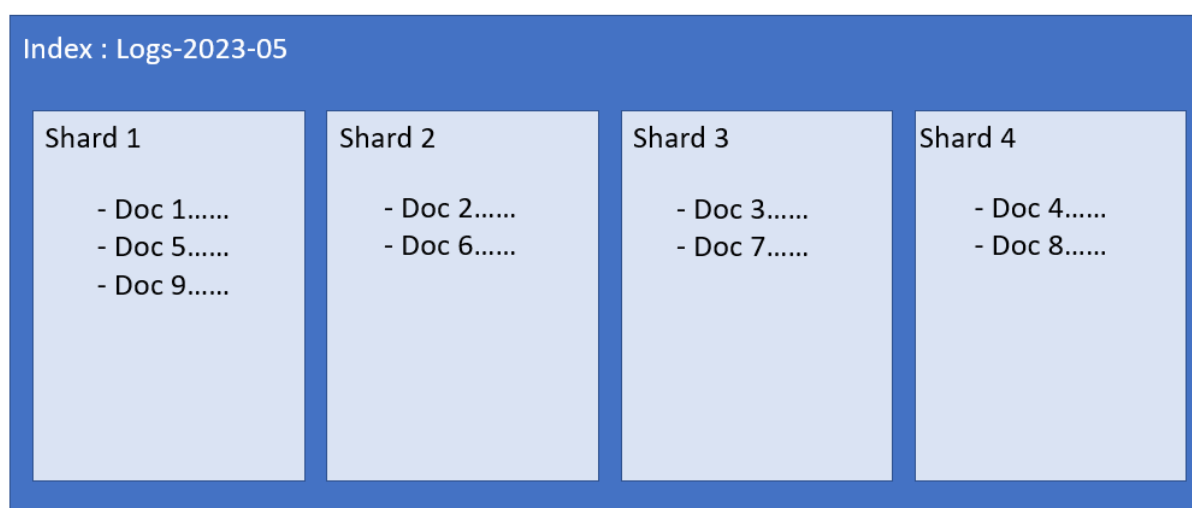 Index : Logs-2023-05
Shard 1
- Doc 1......
- Doc 5......
- Doc 9......
Shard 2
- Doc 2......
- Doc 6......
Shard 3
- Doc 3......
- Doc 7......
Shard 4
- Doc 4......
- Doc 8......